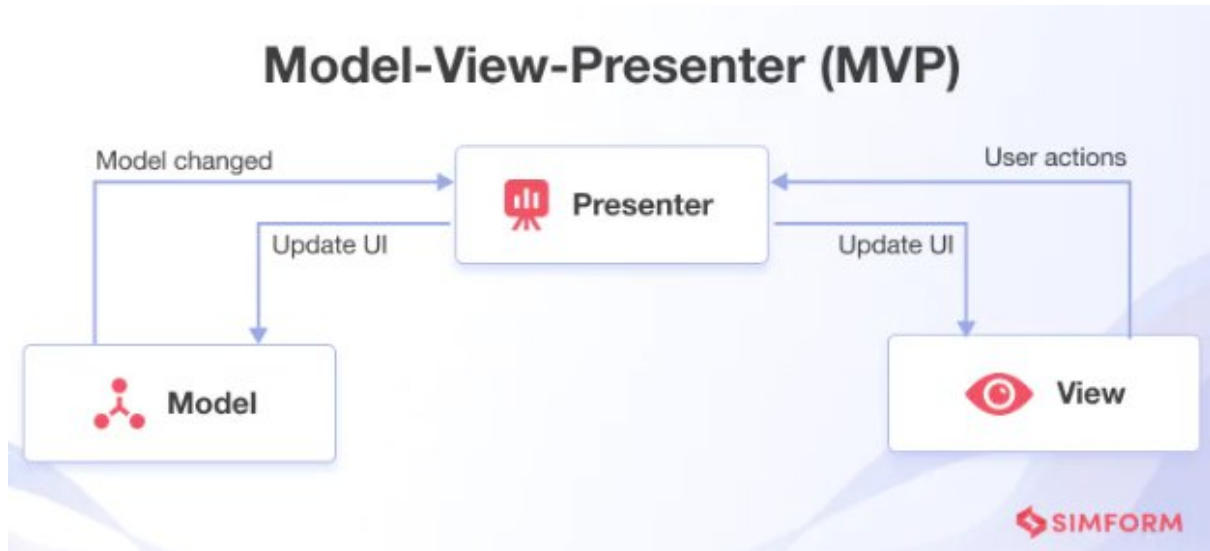 Model-View-Presenter (MVP)
Model changed
User actions
Presenter
Update UI
Update UI
Model
View
SIMFORM